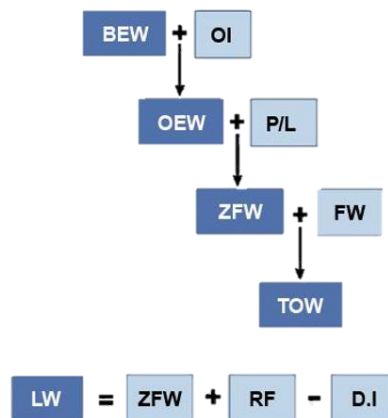 BEW + OI
OEW + P/L
ZFW + FW
TOW
LW = ZFW + RF - D.I